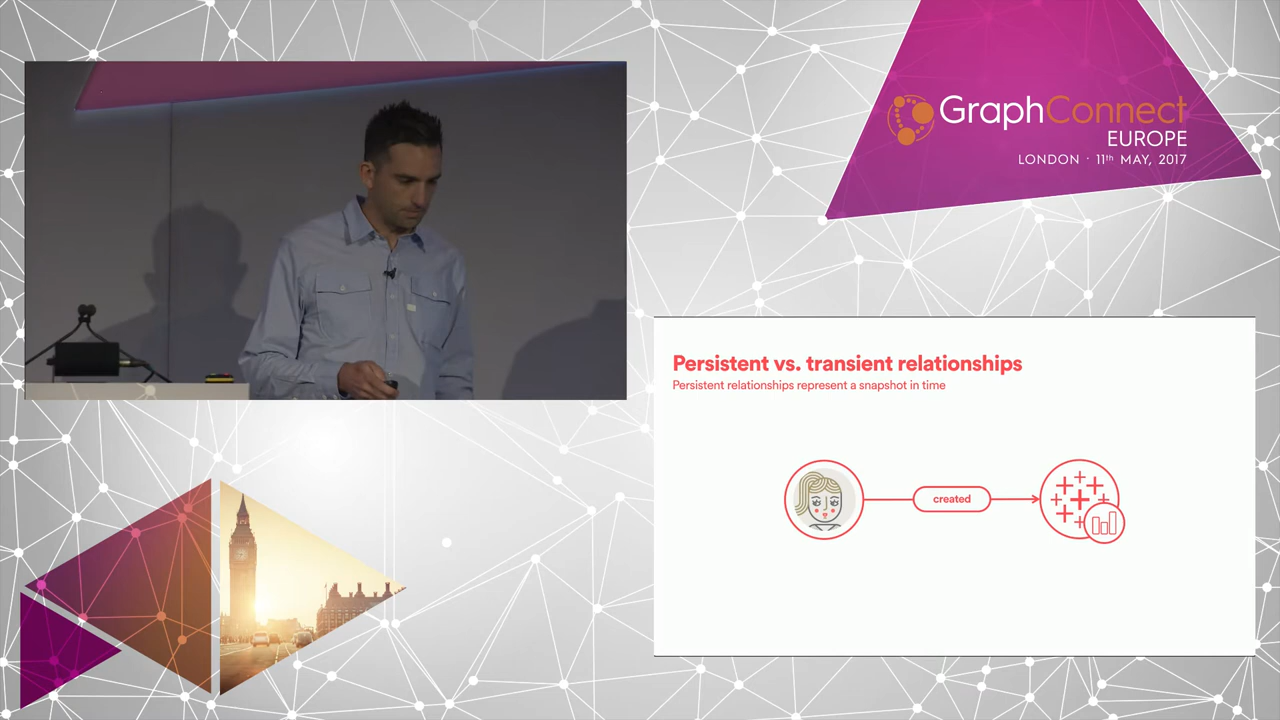 GraphConnect
EUROPE
LONDON · 11th MAY, 2017
Persistent vs. transient relationships
Persistent relationships represent a snapshot in time
created